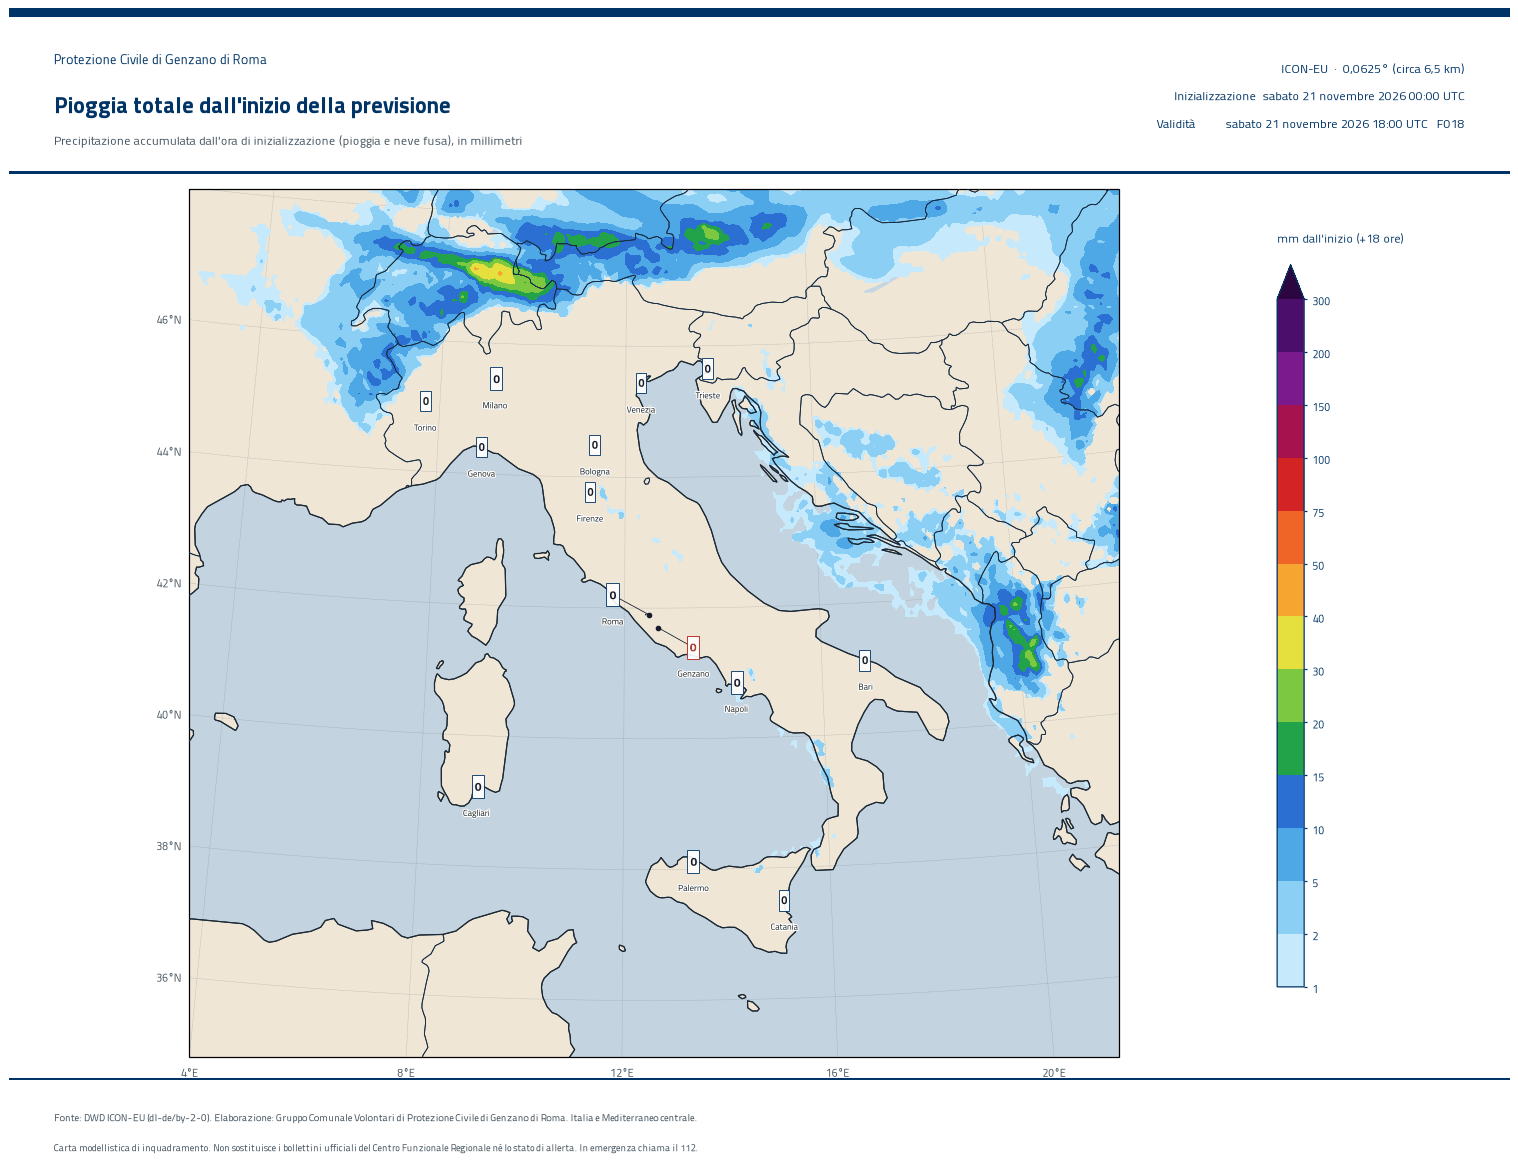 Protezione Civile di Genzano di Roma
Pioggia totale dall'inizio della previsione
Precipitazione accumulata dall'ora di inizializzazione (pioggia e neve fusa), in millimetri
ICON-EU · 0,0625° (circa 6,5 km)
Inizializzazione sabato 21 novembre 2026 00:00 UTC
Validità sabato 21 novembre 2026 18:00 UTC F018
mm dall'inizio (+18 ore)
300
200
150
100
75
50
40
30
20
15
10
5
2
1
46°N
44°N
42°N
40°N
38°N
36°N
4°E
8°E
12°E
16°E
20°E
0
Torino
0
Milano
0
Venezia
0
Trieste
0
Genova
0
Bologna
0
Firenze
0
Roma
0
Genzano
0
Napoli
0
Bari
0
Cagliari
0
Palermo
0
Catania
Fonte: DWD ICON-EU (dl-de/by-2-0). Elaborazione: Gruppo Comunale Volontari di Protezione Civile di Genzano di Roma. Italia e Mediterraneo centrale.
Carta modellistica di inquadramento. Non sostituisce i bollettini ufficiali del Centro Funzionale Regionale né lo stato di allerta. In emergenza chiama il 112.